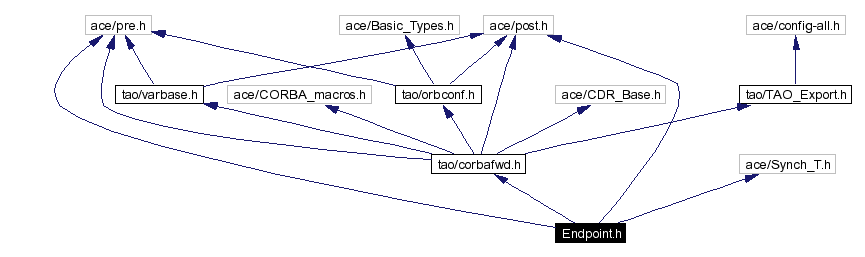 ace/pre.h
ace/Basic_Types.h
ace/post.h
ace/config-all.h
tao/varbase.h
ace/CORBA_macros.h
tao/orbconf.h
ace/CDR_Base.h
tao/TAO_Export.h
tao/corbafwd.h
ace/Synch_T.h
Endpoint.h